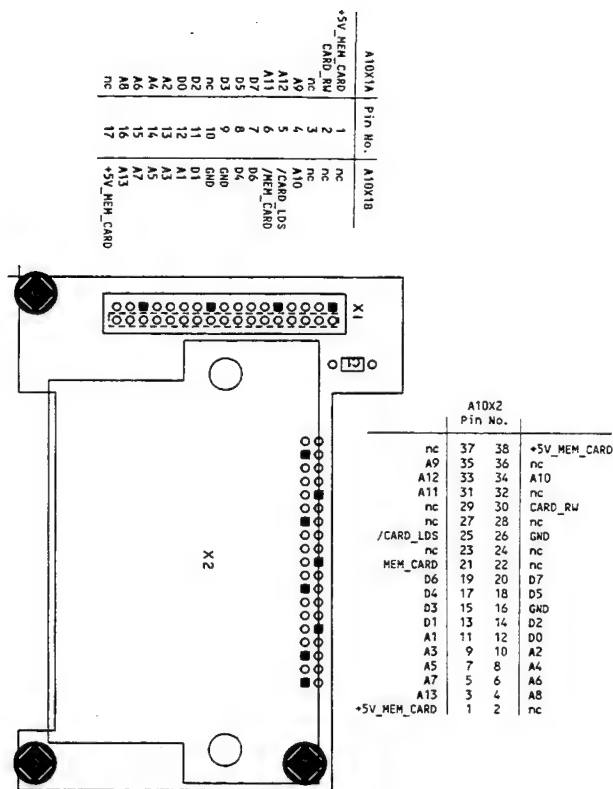 A10X1A Pin No. A10X1B
+5V_MEM_CARD 1 nc
CARD_RW 2 nc
nc 3 nc
A9 4 A10
A12 5 /CARD_LDS
A11 6 /MEM_CARD
D7 7 D6
D5 8 D4
D3 9 GND
nc 10 GND
D2 11 D1
D0 12 A1
A2 13 A3
A4 14 A5
A6 15 A7
A8 16 A13
nc 17 +5V_MEM_CARD
X1
C1
X2
A10X2
Pin No.
nc 37 38 +5V_MEM_CARD
A9 35 36 nc
A12 33 34 A10
A11 31 32 nc
nc 29 30 CARD_RW
nc 27 28 nc
/CARD_LDS 25 26 GND
nc 23 24 nc
MEM_CARD 21 22 nc
D6 19 20 D7
D4 17 18 D5
D3 15 16 GND
D1 13 14 D2
A1 11 12 D0
A3 9 10 A2
A5 7 8 A4
A7 5 6 A6
A13 3 4 A8
+5V_MEM_CARD 1 2 nc